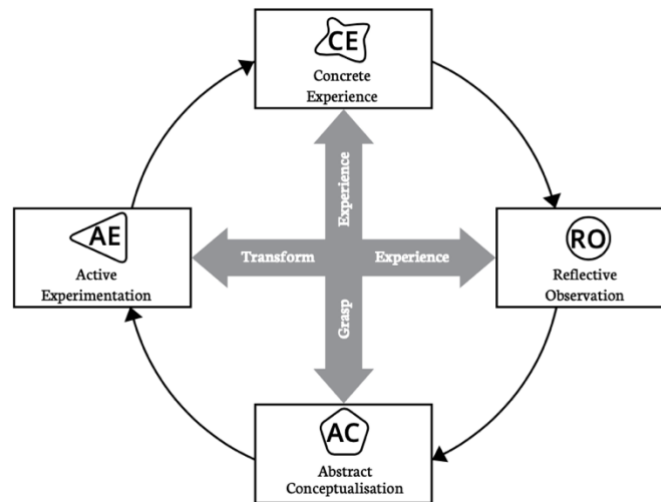 CE
Concrete
Experience
Experience
AE
Active
Experimentation
Transform
Experience
RO
Reflective
Observation
Grasp
AC
Abstract
Conceptualisation